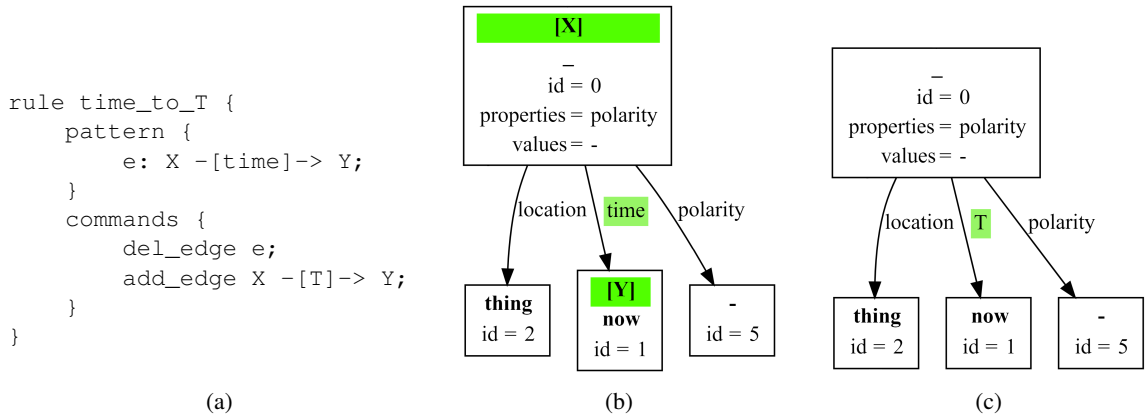 rule time_to_T {
pattern {
e: X -[time]-> Y;
}
commands {
del_edge e;
add_edge X -[T]-> Y;
}
}
(a)
[X]
_
id = 0
properties = polarity
values = -
location
time
polarity
thing
id = 2
[Y]
now
id = 1
-
id = 5
(b)
_
id = 0
properties = polarity
values = -
location
T
polarity
thing
id = 2
now
id = 1
-
id = 5
(c)